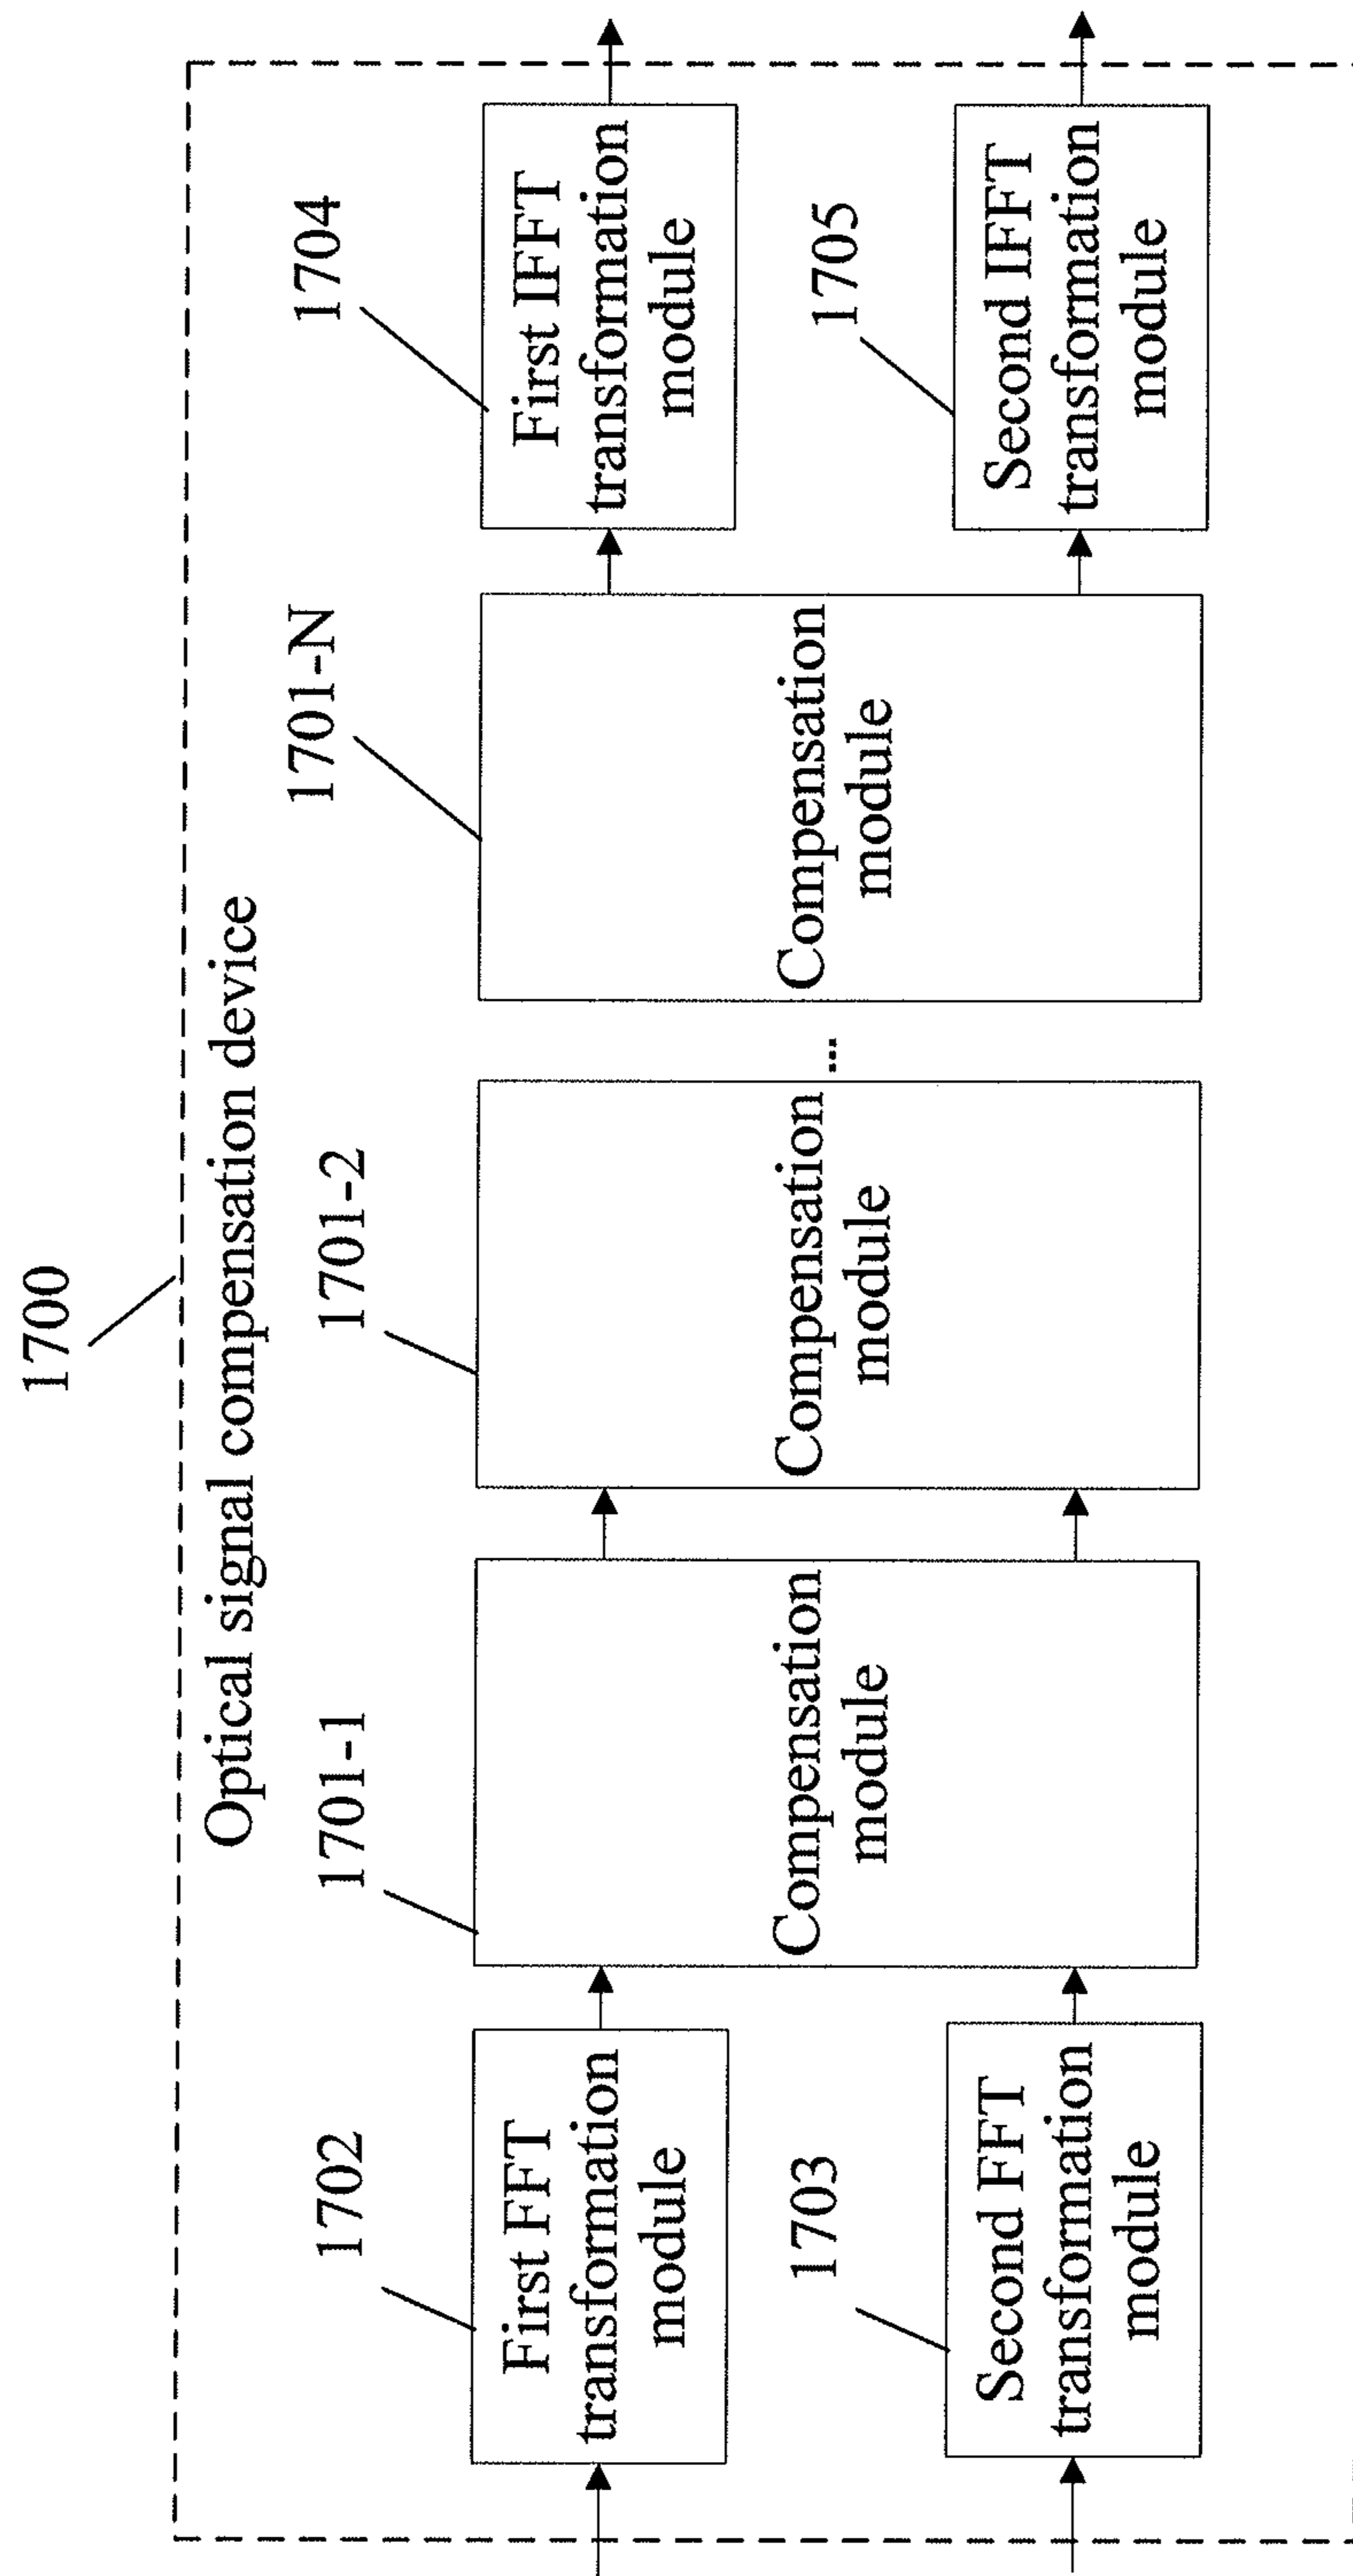 1700
Optical signal compensation device
1702
First FFT
transformation
module
1703
Second FFT
transformation
module
1701-1
Compensation
module
1701-2
Compensation
module
...
1701-N
Compensation
module
1704
First IFFT
transformation
module
1705
Second IFFT
transformation
module